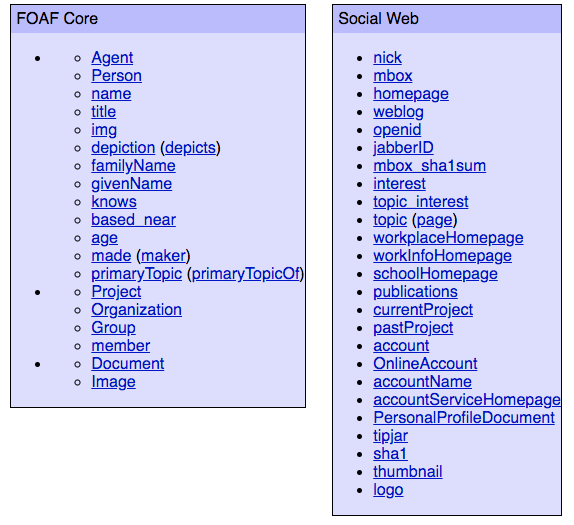 FOAF Core
Agent
Person
name
title
img
depiction (depicts)
familyName
givenName
knows
based_near
age
made (maker)
primaryTopic (primaryTopicOf)
Project
Organization
Group
member
Document
Image
Social Web
nick
mbox
homepage
weblog
openid
jabberID
mbox_sha1sum
interest
topic_interest
topic (page)
workplaceHomepage
workInfoHomepage
schoolHomepage
publications
currentProject
pastProject
account
OnlineAccount
accountName
accountServiceHomepage
PersonalProfileDocument
tipjar
sha1
thumbnail
logo